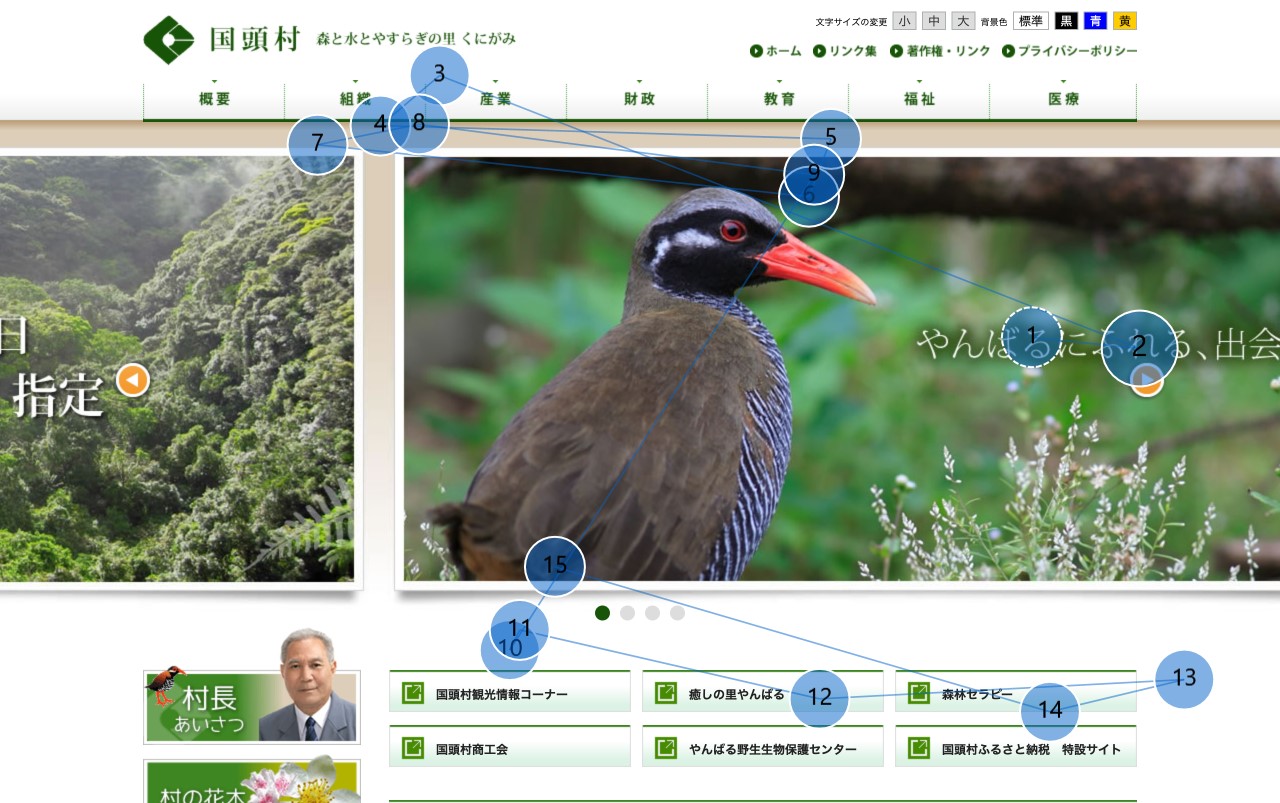 国頭村 森と水とやすらぎの里 くにがみ
文字サイズの変更 小 中 大 背景色 標準 黒 青 黄
ホーム リンク集 著作権・リンク プライバシーポリシー
概要 組織 産業 財政 教育 福祉 医療
3
4 8 7 5
9
6
1
2
日
指定
やんばるにふれる、出会
15
11
10
12
13
14
村長
あいさつ
村の花木
国頭村観光情報コーナー 癒しの里やんばる 森林セラピー
国頭村商工会 やんばる野生生物保護センター 国頭村ふるさと納税 特設サイト